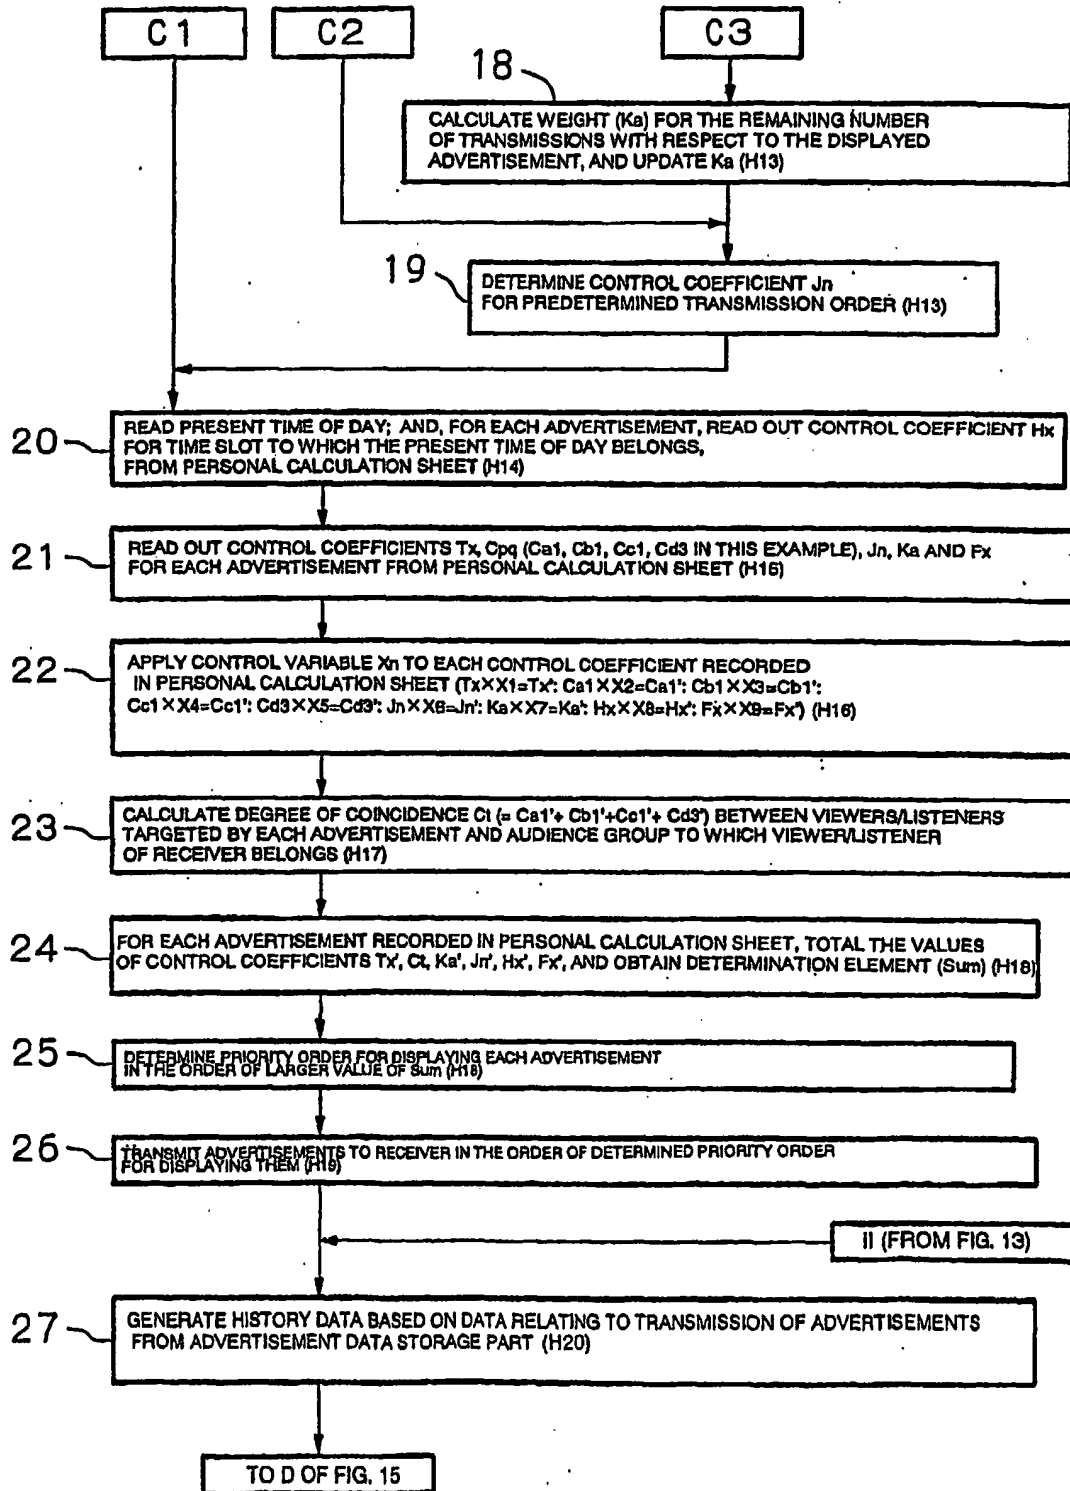 C1
C2
C3
18
CALCULATE WEIGHT (Ka) FOR THE REMAINING NUMBER
OF TRANSMISSIONS WITH RESPECT TO THE DISPLAYED
ADVERTISEMENT, AND UPDATE Ka (H13)
19
DETERMINE CONTROL COEFFICIENT Jn
FOR PREDETERMINED TRANSMISSION ORDER (H13)
20
READ PRESENT TIME OF DAY; AND, FOR EACH ADVERTISEMENT, READ OUT CONTROL COEFFICIENT Hx
FOR TIME SLOT TO WHICH THE PRESENT TIME OF DAY BELONGS,
FROM PERSONAL CALCULATION SHEET (H14)
21
READ OUT CONTROL COEFFICIENTS Tx, Cpq (Ca1, Cb1, Cc1, Cd3 IN THIS EXAMPLE), Jn, Ka AND Fx
FOR EACH ADVERTISEMENT FROM PERSONAL CALCULATION SHEET (H15)
22
APPLY CONTROL VARIABLE Xn TO EACH CONTROL COEFFICIENT RECORDED
IN PERSONAL CALCULATION SHEET (Tx×X1=Tx': Ca1×X2=Ca1': Cb1×X3=Cb1':
Cc1×X4=Cc1': Cd3×X5=Cd3': Jn×X6=Jn': Ka×X7=Ka': Hx×X8=Hx': Fx×X9=Fx') (H16)
23
CALCULATE DEGREE OF COINCIDENCE Ct (= Ca1'+ Cb1'+Cc1'+ Cd3') BETWEEN VIEWERS/LISTENERS
TARGETED BY EACH ADVERTISEMENT AND AUDIENCE GROUP TO WHICH VIEWER/LISTENER
OF RECEIVER BELONGS (H17)
24
FOR EACH ADVERTISEMENT RECORDED IN PERSONAL CALCULATION SHEET, TOTAL THE VALUES
OF CONTROL COEFFICIENTS Tx', Ct, Ka', Jn', Hx', Fx', AND OBTAIN DETERMINATION ELEMENT (Sum) (H18)
25
DETERMINE PRIORITY ORDER FOR DISPLAYING EACH ADVERTISEMENT
IN THE ORDER OF LARGER VALUE OF Sum (H18)
26
TRANSMIT ADVERTISEMENTS TO RECEIVER IN THE ORDER OF DETERMINED PRIORITY ORDER
FOR DISPLAYING THEM (H19)
ii (FROM FIG. 13)
27
GENERATE HISTORY DATA BASED ON DATA RELATING TO TRANSMISSION OF ADVERTISEMENTS
FROM ADVERTISEMENT DATA STORAGE PART (H20)
TO D OF FIG. 15